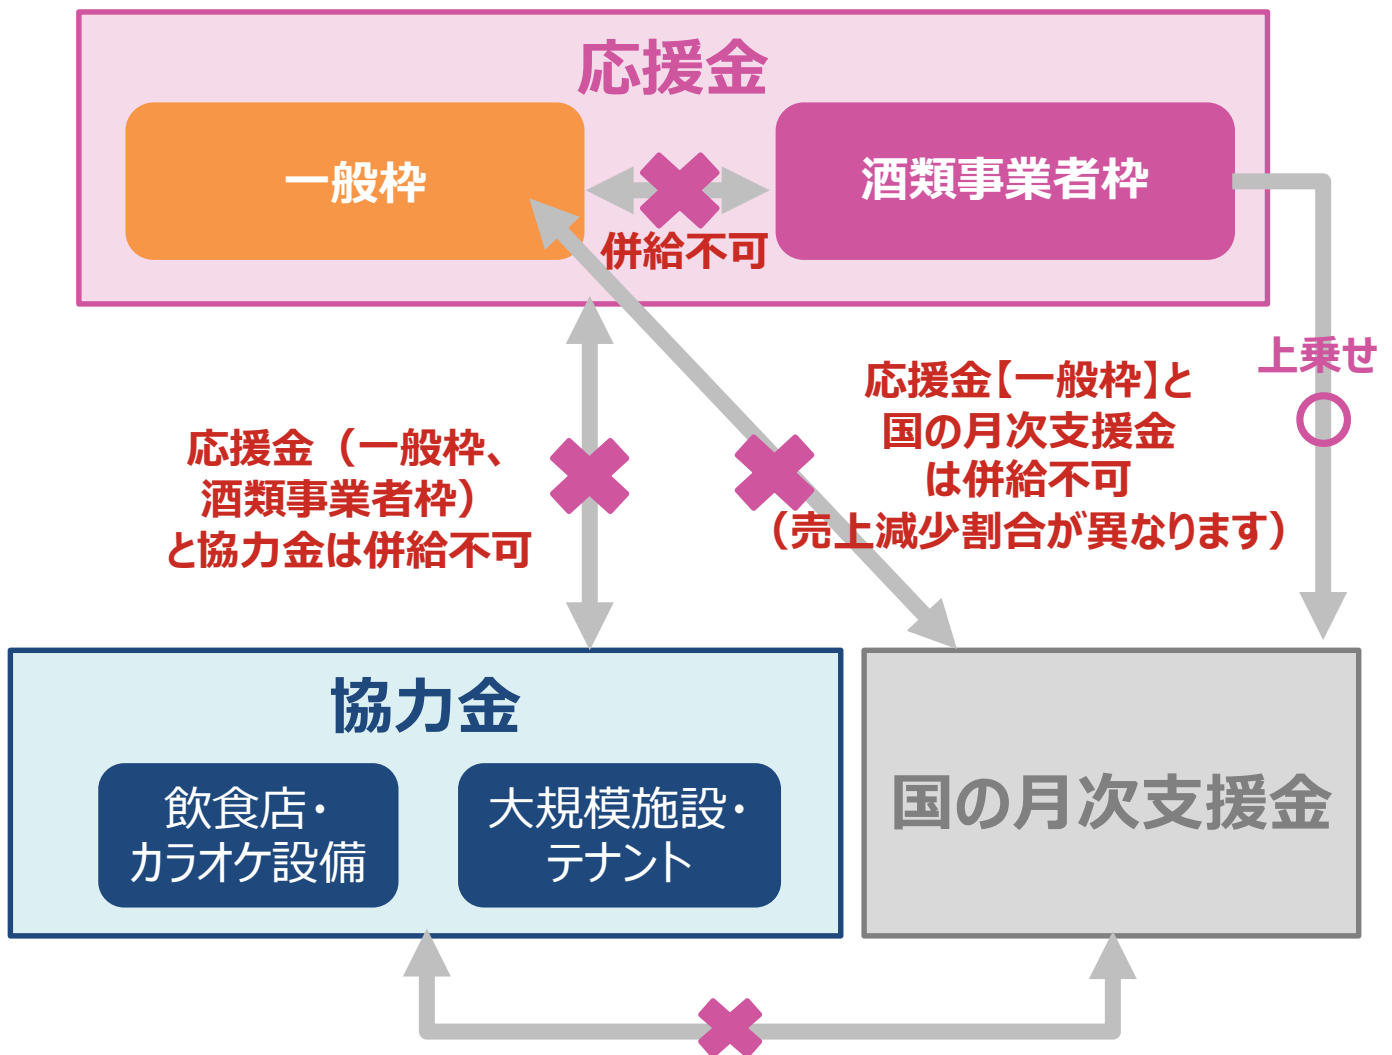 応援金
一般枠
酒類事業者枠
併給不可
上乗せ
応援金【一般枠】と
国の月次支援金
は併給不可
（売上減少割合が異なります）
応援金（一般枠、
酒類事業者枠）
と協力金は併給不可
協力金
飲食店・
カラオケ設備
大規模施設・
テナント
国の月次支援金